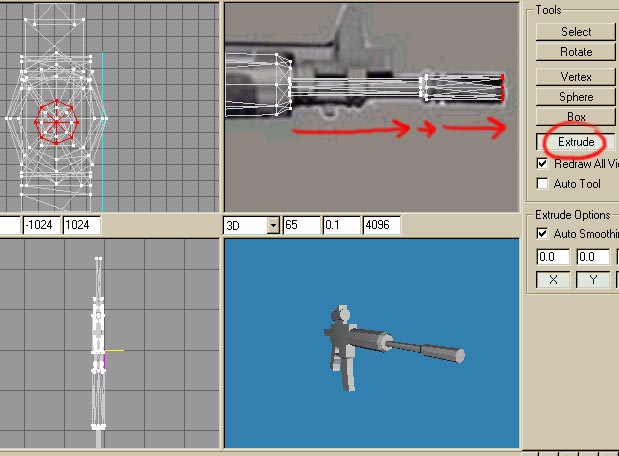 Tools
Select
Rotate
Vertex
Sphere
Box
Extrude
Redraw All Vi
Auto Tool
-1024 1024
3D 65 0.1 4096
Extrude Options
Auto Smoothin
0.0 0.0
X Y